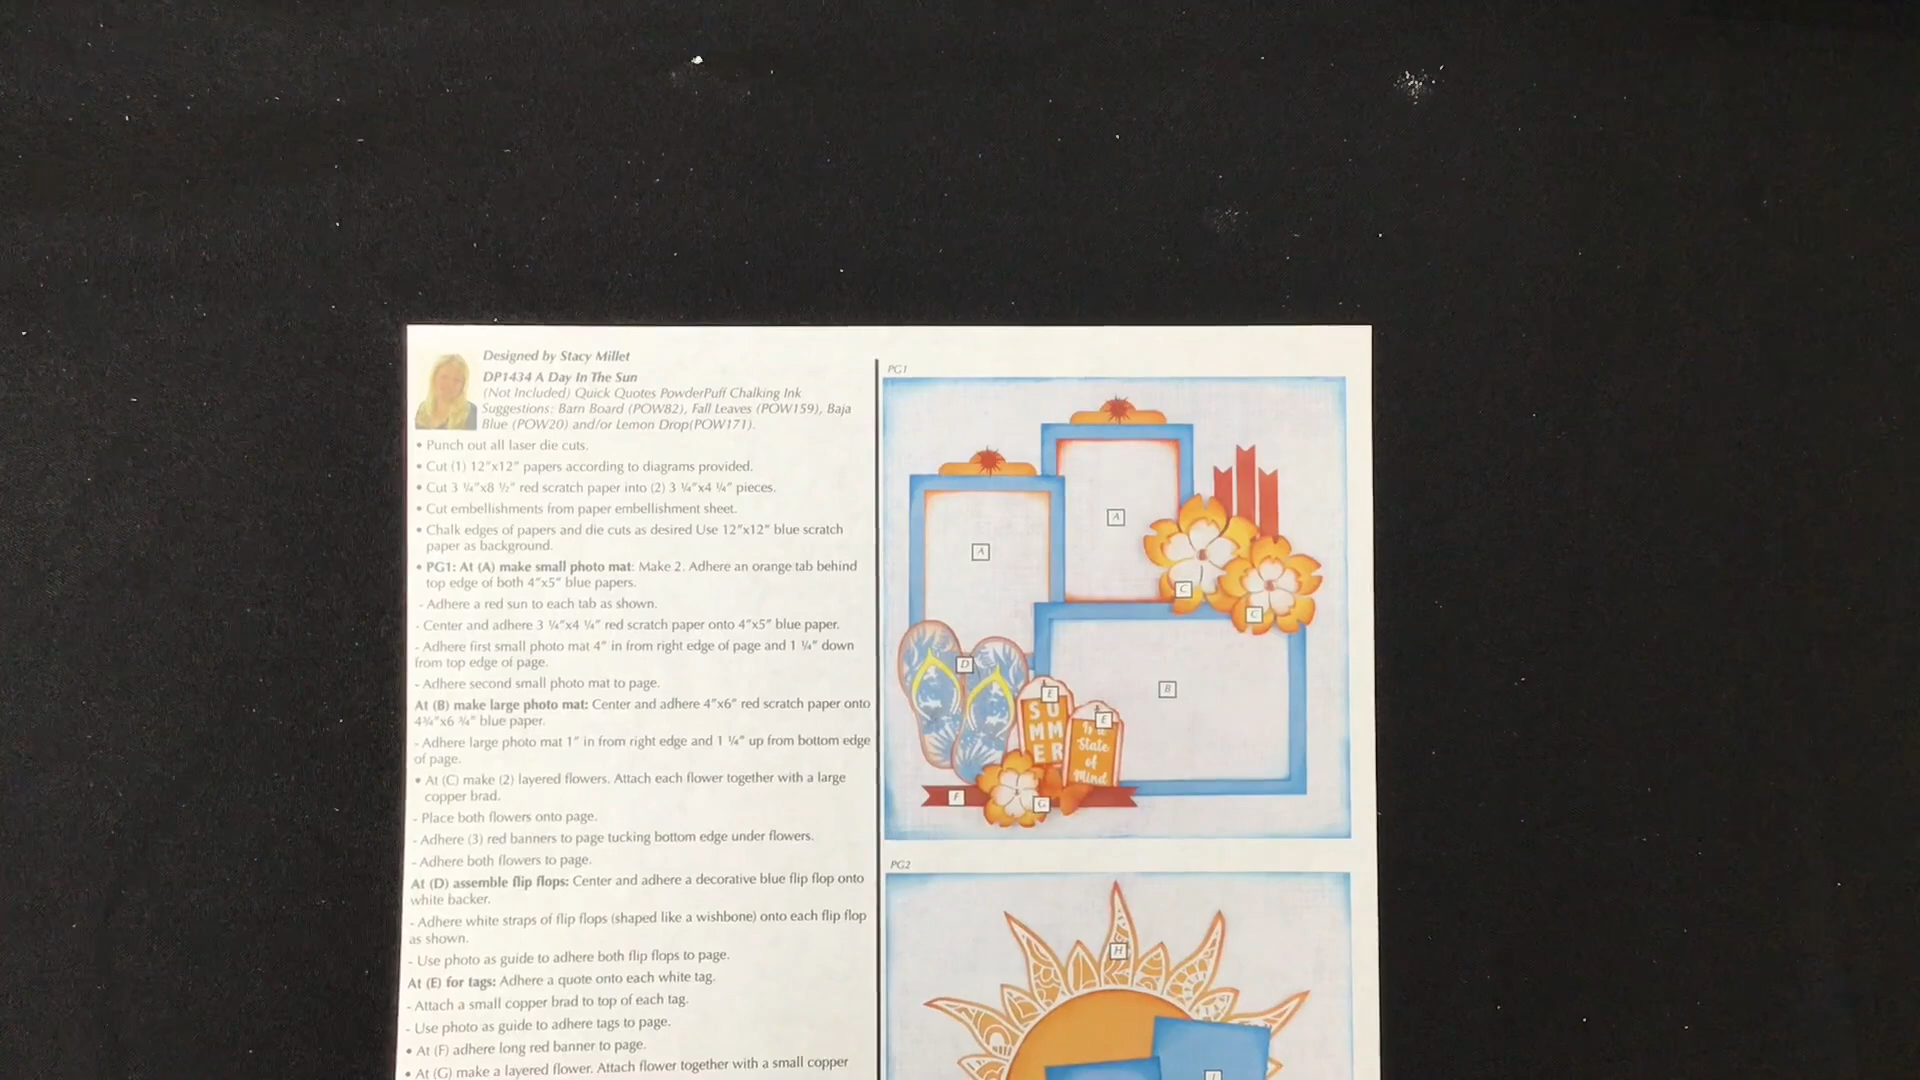 Designed by Stacy Millet
DP1434 A Day In The Sun
(Not Included) Quick Quotes PowderPuff Chalking Ink
Suggestions: Barn Board (POW82), Fall Leaves (POW159), Baja
Blue (POW20) and/or Lemon Drop(POW171).
• Punch out all laser die cuts.
• Cut (1) 12"x12" papers according to diagrams provided.
• Cut 3 ¼"x8 ½" red scratch paper into (2) 3 ¼"x4 ¼" pieces.
• Cut embellishments from paper embellishment sheet.
• Chalk edges of papers and die cuts as desired Use 12"x12" blue scratch
paper as background.
• PG1: At (A) make small photo mat: Make 2. Adhere an orange tab behind
top edge of both 4"x5" blue papers.
- Adhere a red sun to each tab as shown.
- Center and adhere 3 ¼"x4 ¼" red scratch paper onto 4"x5" blue paper.
- Adhere first small photo mat 4" in from right edge of page and 1 ¼" down
from top edge of page.
- Adhere second small photo mat to page.
At (B) make large photo mat: Center and adhere 4"x6" red scratch paper onto
4¾"x6 ¾" blue paper.
- Adhere large photo mat 1" in from right edge and 1 ¼" up from bottom edge
of page.
• At (C) make (2) layered flowers. Attach each flower together with a large
copper brad.
- Place both flowers onto page.
- Adhere (3) red banners to page tucking bottom edge under flowers.
- Adhere both flowers to page.
At (D) assemble flip flops: Center and adhere a decorative blue flip flop onto
white backer.
- Adhere white straps of flip flops (shaped like a wishbone) onto each flip flop
as shown.
- Use photo as guide to adhere both flip flops to page.
At (E) for tags: Adhere a quote onto each white tag.
- Attach a small copper brad to top of each tag.
- Use photo as guide to adhere tags to page.
• At (F) adhere long red banner to page.
• At (G) make a layered flower. Attach flower together with a small copper
PG1
A
A
C
C
D
B
E
E
SU
MM
ER
State
of
Mind
F
G
PG2
H